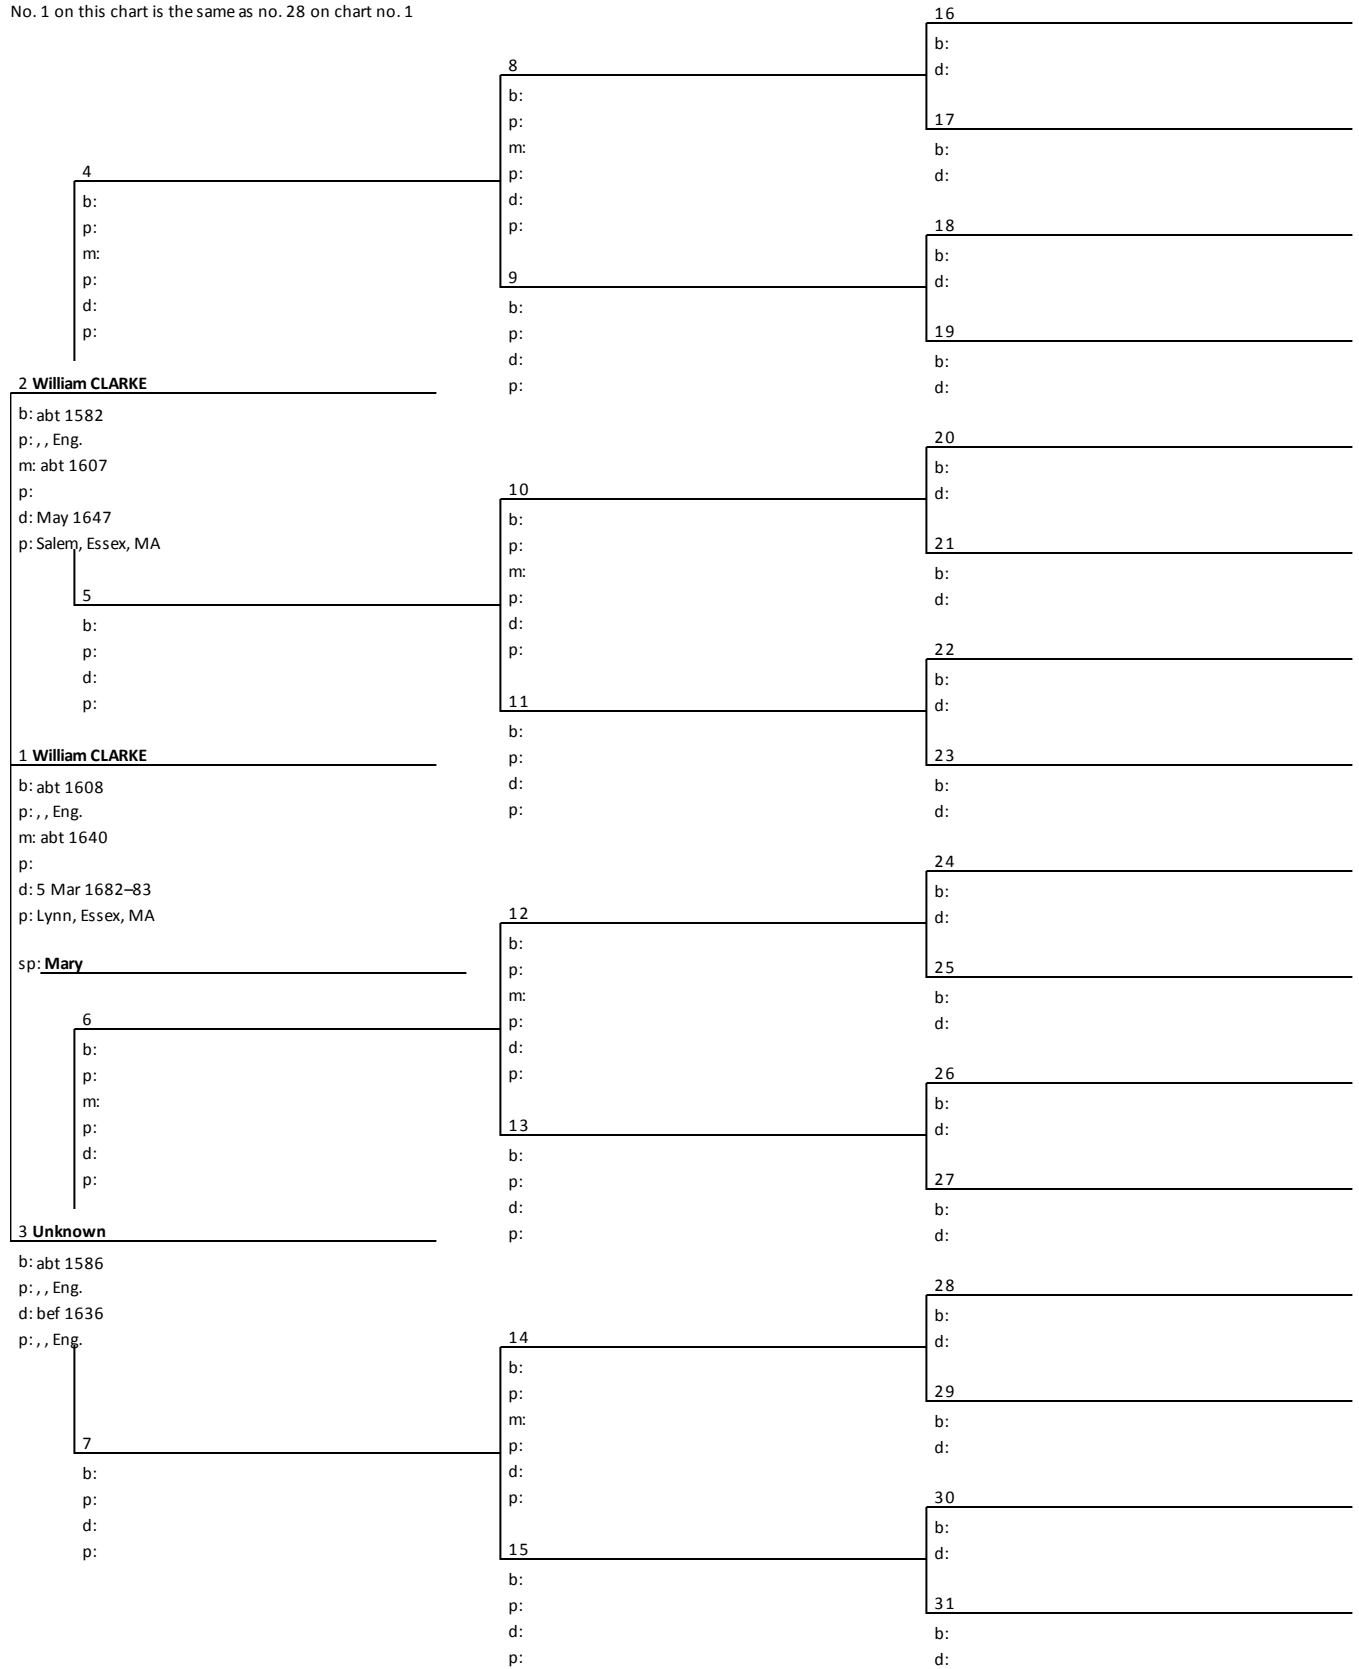 No. 1 on this chart is the same as no. 28 on chart no. 1
2 William CLARKE
b: abt 1582
p: , , Eng.
m: abt 1607
p:
d: May 1647
p: Salem, Essex, MA
1 William CLARKE
b: abt 1608
p: , , Eng.
m: abt 1640
p:
d: 5 Mar 1682–83
p: Lynn, Essex, MA
sp: Mary
3 Unknown
b: abt 1586
p: , , Eng.
d: bef 1636
p: , , Eng.
4
b:
p:
m:
p:
d:
p:
5
b:
p:
d:
p:
6
b:
p:
m:
p:
d:
p:
7
b:
p:
d:
p:
8
b:
p:
m:
p:
d:
p:
9
b:
p:
d:
p:
10
b:
p:
m:
p:
d:
p:
11
b:
p:
d:
p:
12
b:
p:
m:
p:
d:
p:
13
b:
p:
d:
p:
14
b:
p:
m:
p:
d:
p:
15
b:
p:
d:
p:
16
b:
d:
17
b:
d:
18
b:
d:
19
b:
d:
20
b:
d:
21
b:
d:
22
b:
d:
23
b:
d:
24
b:
d:
25
b:
d:
26
b:
d:
27
b:
d:
28
b:
d:
29
b:
d:
30
b:
d:
31
b:
d: